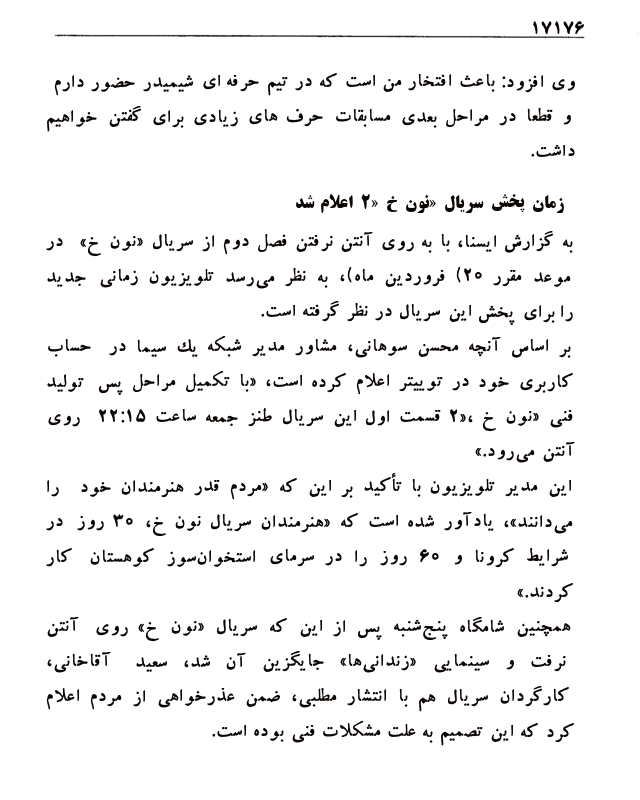 ۱۷۱۷۶
وی افزود: باعث افتخار من است که در تیم حرفه ای شیمیدر حضور دارم
و قطعا در مراحل بعدی مسابقات حرف های زیادی برای گفتن خواهیم
داشت.
زمان پخش سریال «نون خ «۲ اعلام شد
به گزارش ایسنا، با به روی آنتن نرفتن فصل دوم از سریال «نون خ» در
موعد مقرر ۲۰) فروردین ماه)، به نظر می‌رسد تلویزیون زمانی جدید
را برای پخش این سریال در نظر گرفته است.
بر اساس آنچه محسن سوهانی، مشاور مدیر شبکه یك سیما در حساب
کاربری خود در توییتر اعلام کرده است، «با تکمیل مراحل پس تولید
فنی «نون خ ،«۲ قسمت اول این سریال طنز جمعه ساعت ۲۲:۱۵ روی
آنتن می‌رود.»
این مدیر تلویزیون با تأکید بر این که «مردم قدر هنرمندان خود را
می‌دانند»، یادآور شده است که «هنرمندان سریال نون خ، ۳۰ روز در
شرایط کرونا و ۶۰ روز را در سرمای استخوان‌سوز کوهستان کار
کردند.»
همچنین شامگاه پنج‌شنبه پس از این که سریال «نون خ» روی آنتن
نرفت و سینمایی «زندانی‌ها» جایگزین آن شد، سعید آقاخانی،
کارگردان سریال هم با انتشار مطلبی، ضمن عذرخواهی از مردم اعلام
کرد که این تصمیم به علت مشکلات فنی بوده است.